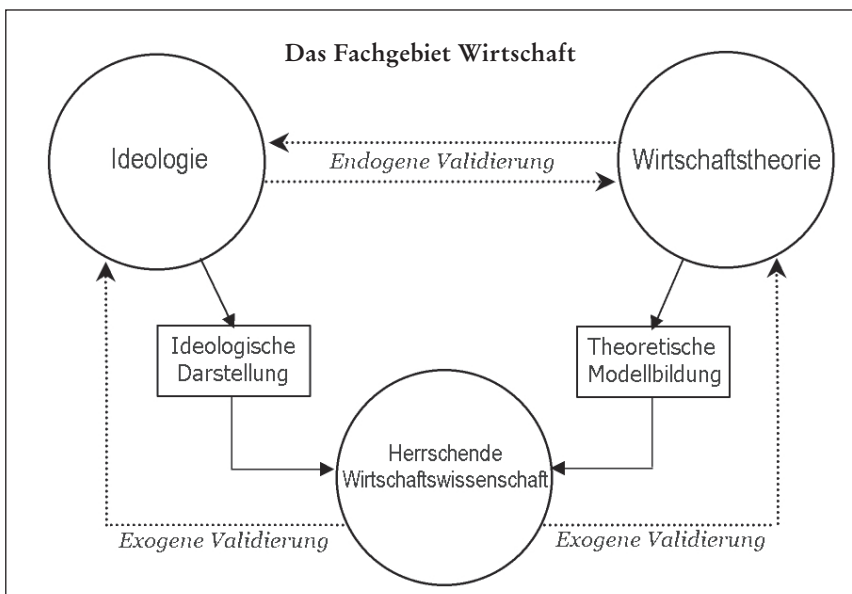 Das Fachgebiet Wirtschaft
Ideologie
Endogene Validierung
Wirtschaftstheorie
Ideologische
Darstellung
Theoretische
Modellbildung
Herrschende
Wirtschaftswissenschaft
Exogene Validierung
Exogene Validierung